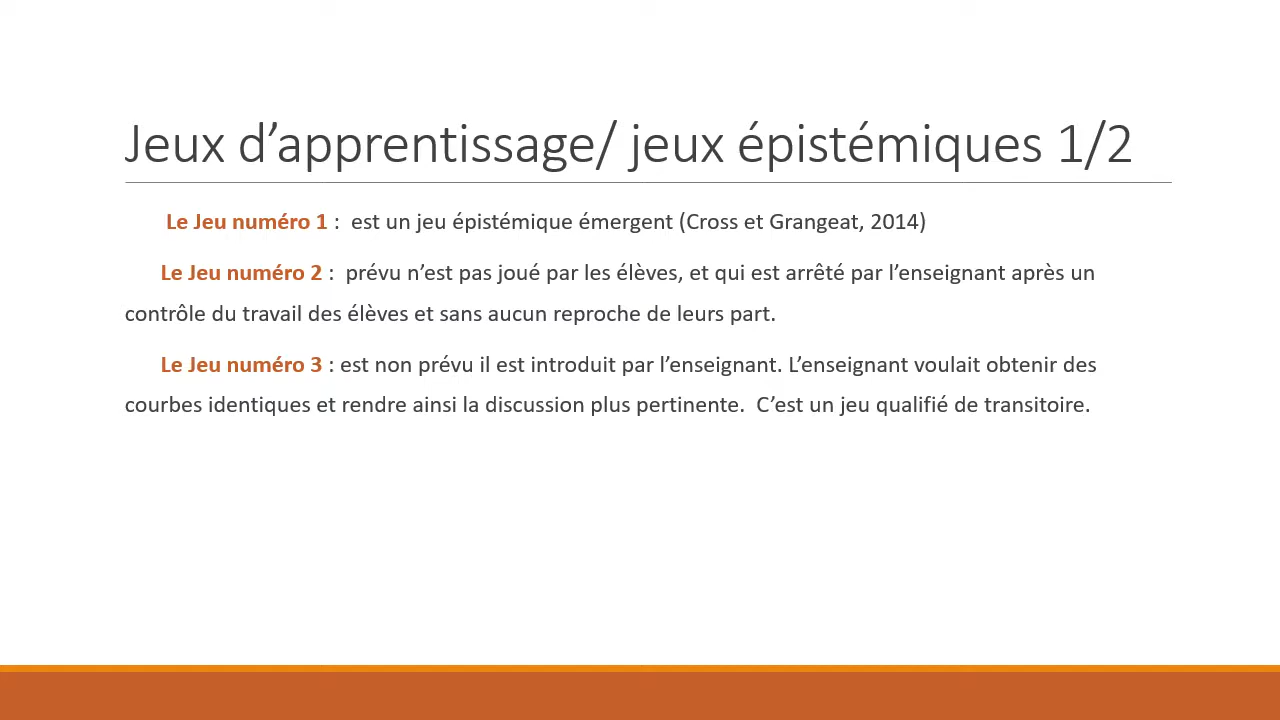 Jeux d’apprentissage/ jeux épistémiques 1/2
Le Jeu numéro 1 :  est un jeu épistémique émergent (Cross et Grangeat, 2014)
Le Jeu numéro 2 :  prévu n’est pas joué par les élèves, et qui est arrêté par l’enseignant après un
contrôle du travail des élèves et sans aucun reproche de leurs part.
Le Jeu numéro 3 : est non prévu il est introduit par l’enseignant. L’enseignant voulait obtenir des
courbes identiques et rendre ainsi la discussion plus pertinente.  C’est un jeu qualifié de transitoire.